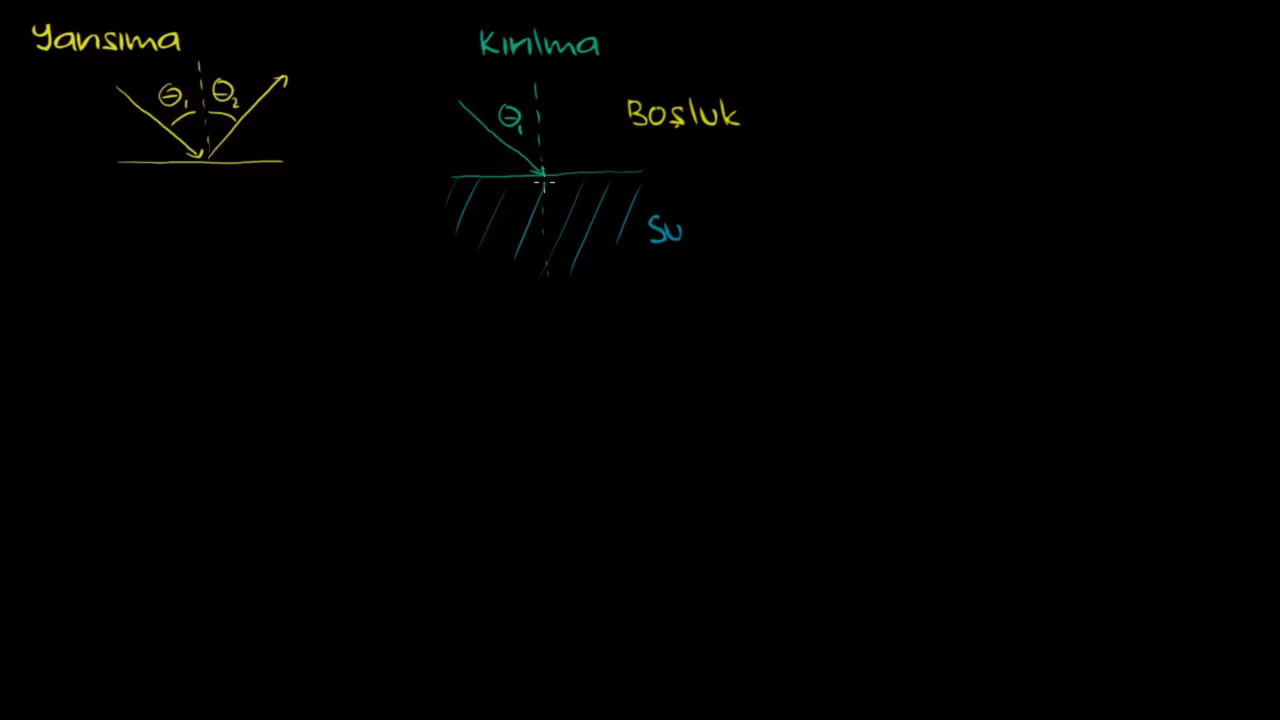 Yansıma
θ₁ θ₂
Kırılma
θ₁
Boşluk
Su